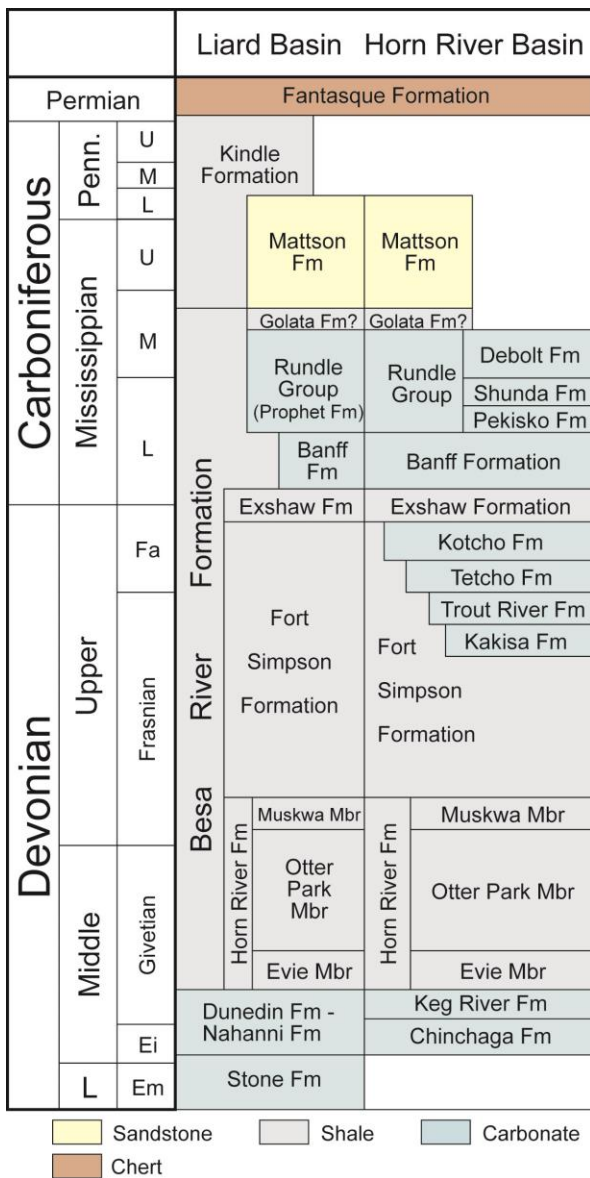 Liard Basin Horn River Basin
Permian
Fantasque Formation
Carboniferous
Penn.
U
M
L
Kindle
Formation
Mississippian
U
M
L
Mattson
Fm
Mattson
Fm
Golata Fm?
Golata Fm?
Rundle
Group
(Prophet Fm)
Rundle
Group
Debolt Fm
Shunda Fm
Pekisko Fm
Banff
Fm
Banff Formation
Besa River Formation
Devonian
Upper
Fa
Frasnian
Exshaw Fm
Exshaw Formation
Kotcho Fm
Tetcho Fm
Trout River Fm
Kakisa Fm
Fort
Simpson
Formation
Fort
Simpson
Formation
Middle
Givetian
Ei
Horn River Fm
Muskwa Mbr
Otter
Park
Mbr
Evie Mbr
Horn River Fm
Muskwa Mbr
Otter Park Mbr
Evie Mbr
Dunedin Fm -
Nahanni Fm
Keg River Fm
Chinchaga Fm
L
Em
Stone Fm
Sandstone
Shale
Carbonate
Chert